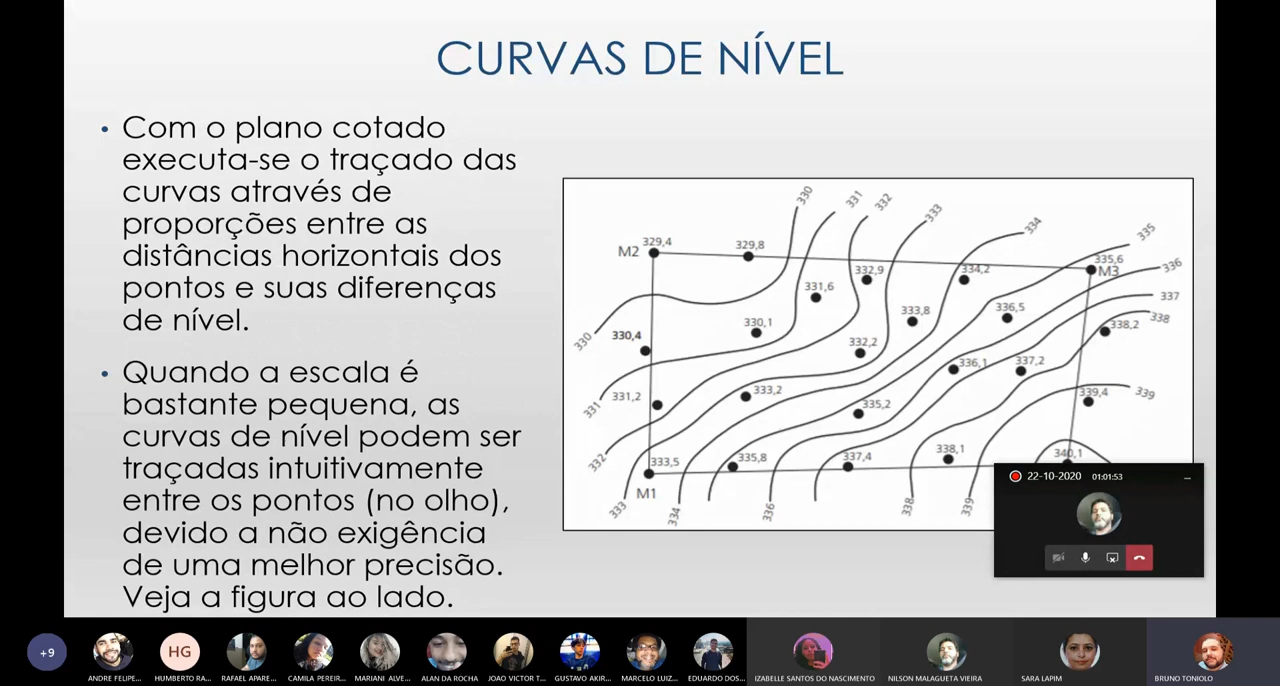 CURVAS DE NÍVEL
• Com o plano cotado
executa-se o traçado das
curvas através de
proporções entre as
distâncias horizontais dos
pontos e suas diferenças
de nível.
• Quando a escala é
bastante pequena, as
curvas de nível podem ser
traçadas intuitivamente
entre os pontos (no olho),
devido a não exigência
de uma melhor precisão.
Veja a figura ao lado.
330 331 332 333 334 335
M2 329,4 329,8
335,6 M3 336
332,9 334,2
331,6 337
336,5
333,8 338
330 330,4 330,1 338,2
332,2
336,1 337,2
331 331,2 333,2 339,4 339
335,2
332 333,5 335,8 337,4 338,1 340,1
M1
333 334 336 338 339
22-10-2020 01:01:53
+9 HG
ANDRE FELIPE... HUMBERTO RA... RAFAEL APARE... CAMILA PEREIR... MARIANI ALVE... ALAN DA ROCHA JOAO VICTOR T... GUSTAVO AKIR... MARCELO LUIZ... EDUARDO DOS... IZABELLE SANTOS DO NASCIMENTO NILSON MALAGUETA VIEIRA SARA LAPIM BRUNO TONIOLO